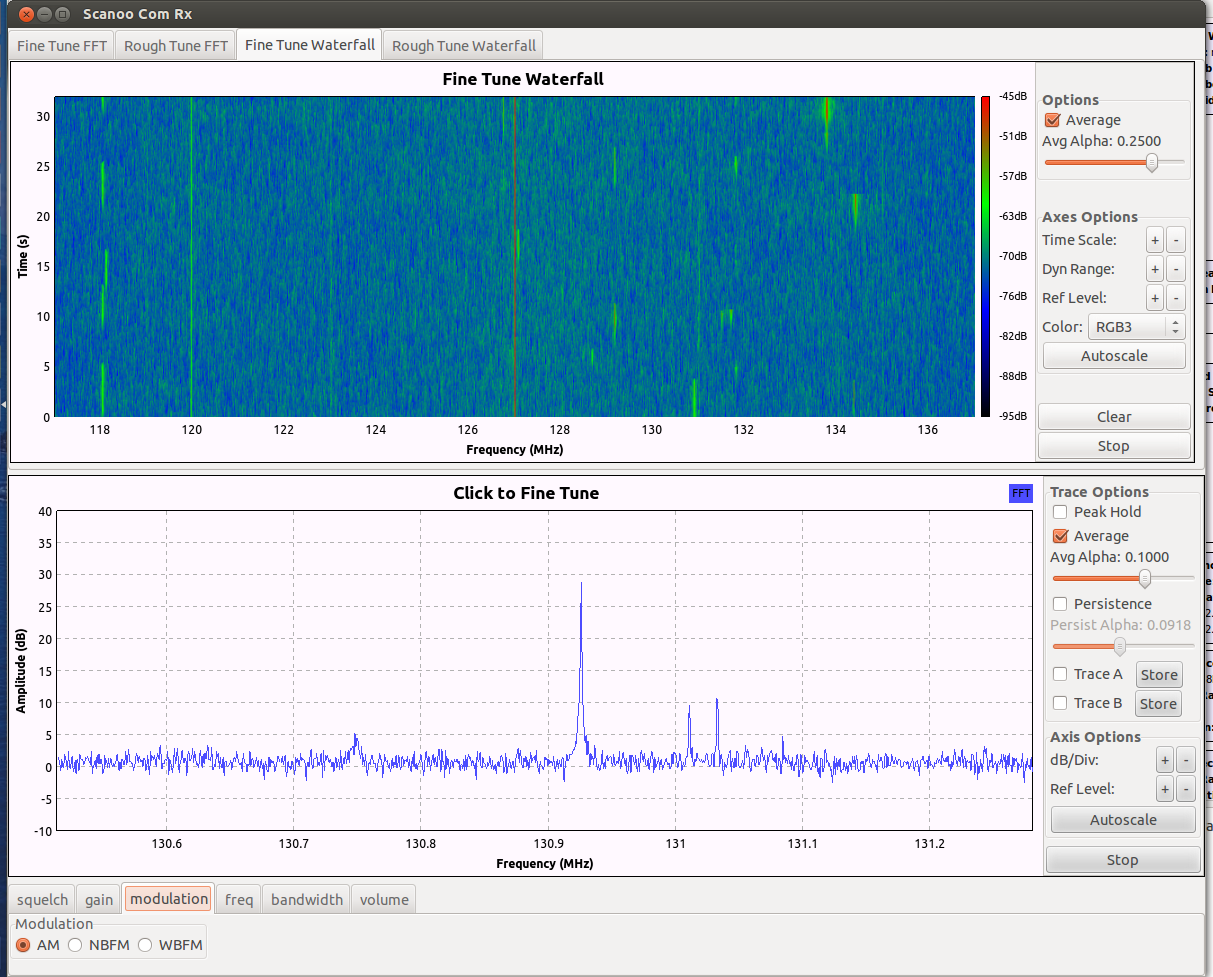 Scanoo Com Rx
Fine Tune FFT Rough Tune FFT Fine Tune Waterfall Rough Tune Waterfall
Fine Tune Waterfall
Time (s)
30
25
20
15
10
5
0
118 120 122 124 126 128 130 132 134 136
Frequency (MHz)
-45dB
-51dB
-57dB
-63dB
-70dB
-76dB
-82dB
-88dB
-95dB
Options
Average
Avg Alpha: 0.2500
Axes Options
Time Scale: + -
Dyn Range: + -
Ref Level: + -
Color: RGB3
Autoscale
Clear
Stop
Click to Fine Tune
FFT
Amplitude (dB)
40
35
30
25
20
15
10
5
0
-5
-10
130.6 130.7 130.8 130.9 131 131.1 131.2
Frequency (MHz)
Trace Options
Peak Hold
Average
Avg Alpha: 0.1000
Persistence
Persist Alpha: 0.0918
Trace A Store
Trace B Store
Axis Options
dB/Div: + -
Ref Level: + -
Autoscale
Stop
squelch gain modulation freq bandwidth volume
Modulation
AM NBFM WBFM